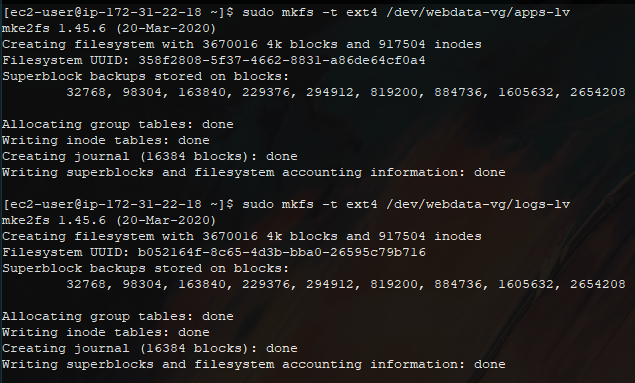 [ec2-user@ip-172-31-22-18 ~]$ sudo mkfs -t ext4 /dev/webdata-vg/apps-lv
mke2fs 1.45.6 (20-Mar-2020)
Creating filesystem with 3670016 4k blocks and 917504 inodes
Filesystem UUID: 358f2808-5f37-4662-8831-a86de64cf0a4
Superblock backups stored on blocks:
        32768, 98304, 163840, 229376, 294912, 819200, 884736, 1605632, 2654208
Allocating group tables: done
Writing inode tables: done
Creating journal (16384 blocks): done
Writing superblocks and filesystem accounting information: done
[ec2-user@ip-172-31-22-18 ~]$ sudo mkfs -t ext4 /dev/webdata-vg/logs-lv
mke2fs 1.45.6 (20-Mar-2020)
Creating filesystem with 3670016 4k blocks and 917504 inodes
Filesystem UUID: b052164f-8c65-4d3b-bba0-26595c79b716
Superblock backups stored on blocks:
        32768, 98304, 163840, 229376, 294912, 819200, 884736, 1605632, 2654208
Allocating group tables: done
Writing inode tables: done
Creating journal (16384 blocks): done
Writing superblocks and filesystem accounting information: done